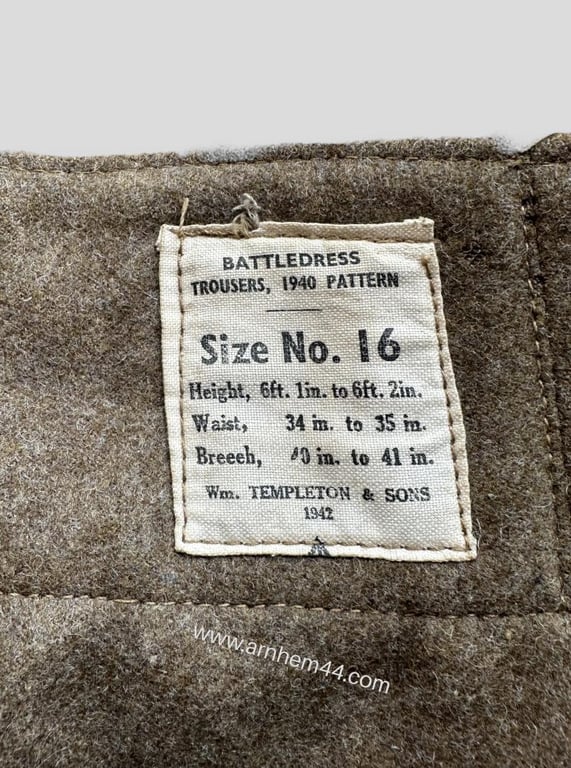 BATTLEDRESS
TROUSERS, 1940 PATTERN
Size No. 16
Height, 6ft. 1in. to 6ft. 2in.
Waist, 34 in. to 35 in.
Breech, 40 in. to 41 in.
Wm. TEMPLETON & SONS
1942
www.arnhem44.com